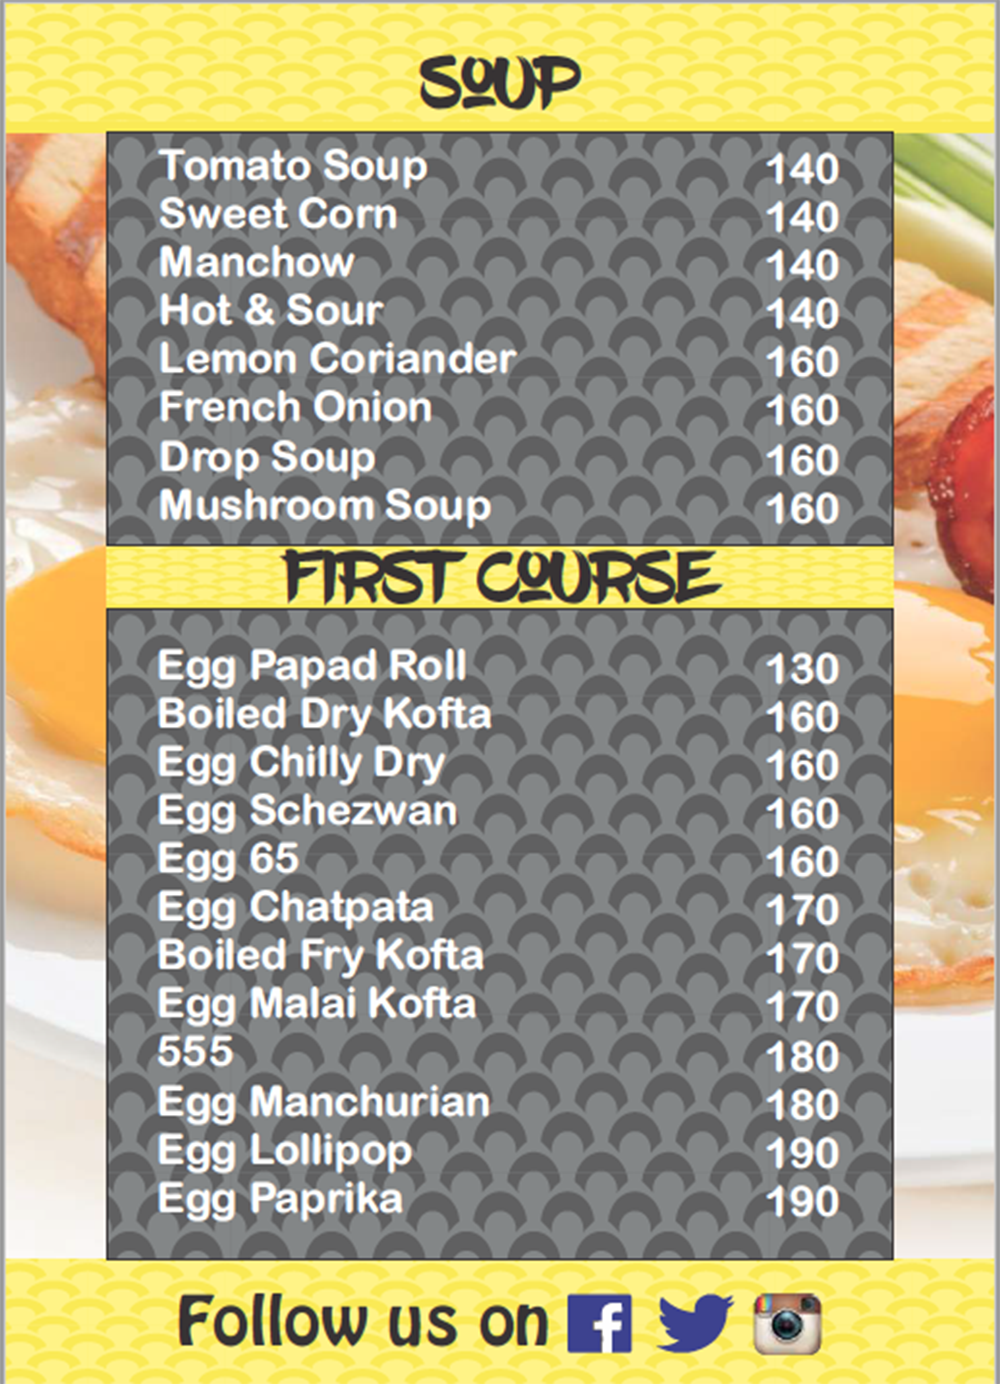 SOUP
Tomato Soup 140
Sweet Corn 140
Manchow 140
Hot & Sour 140
Lemon Coriander 160
French Onion 160
Drop Soup 160
Mushroom Soup 160
FIRST COURSE
Egg Papad Roll 130
Boiled Dry Kofta 160
Egg Chilly Dry 160
Egg Schezwan 160
Egg 65 160
Egg Chatpata 170
Boiled Fry Kofta 170
Egg Malai Kofta 170
555 180
Egg Manchurian 180
Egg Lollipop 190
Egg Paprika 190
Follow us on